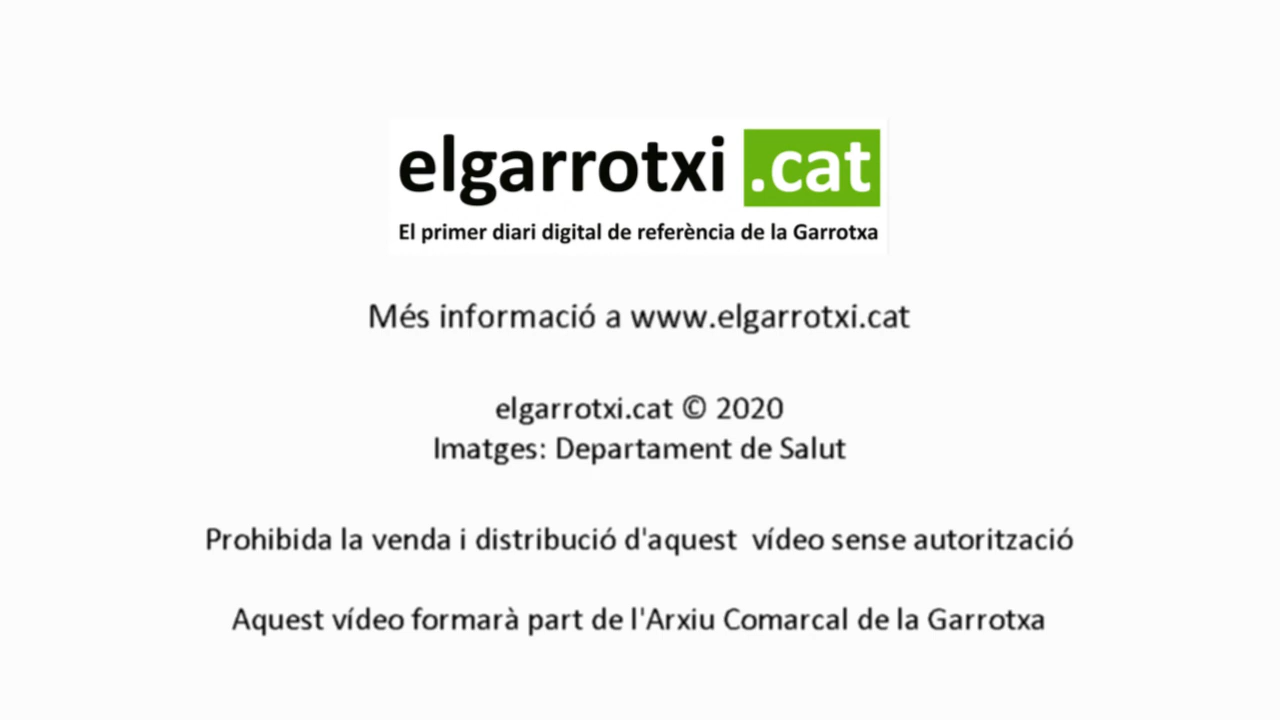 elgarrotxi .cat
El primer diari digital de referència de la Garrotxa
Més informació a www.elgarrotxi.cat
elgarrotxi.cat © 2020
Imatges: Departament de Salut
Prohibida la venda i distribució d'aquest vídeo sense autorització
Aquest vídeo formarà part de l'Arxiu Comarcal de la Garrotxa